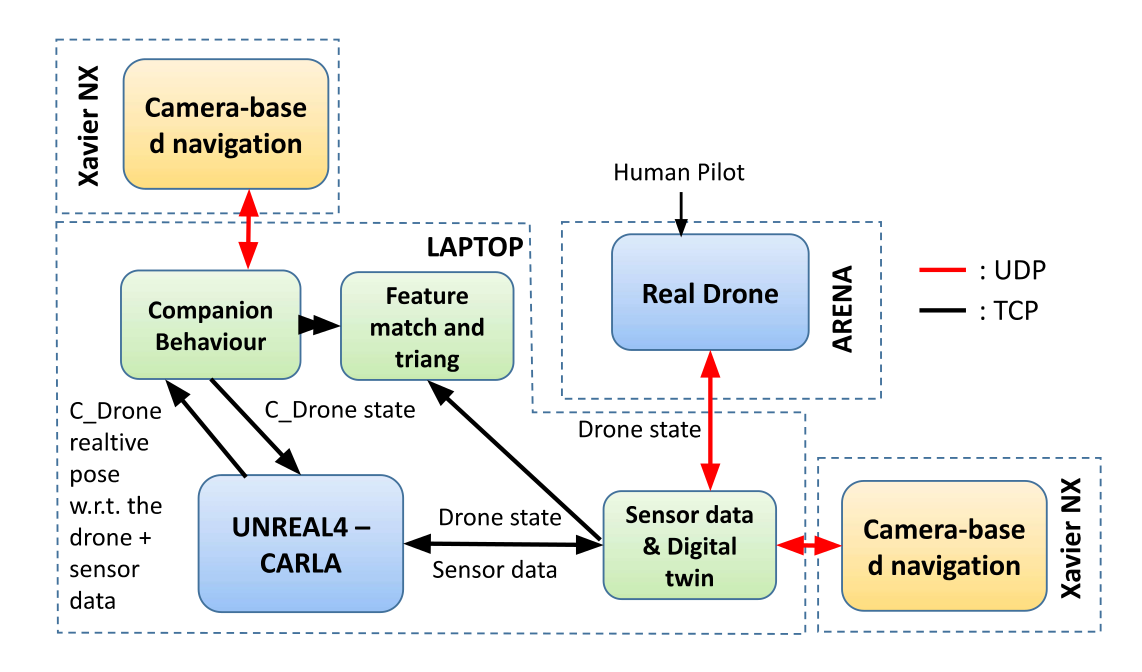 Xavier NX
Camera-base
d navigation
Human Pilot
LAPTOP
Companion
Behaviour
Feature
match and
triang
Real Drone
ARENA
: UDP
: TCP
C_Drone
realtive
pose
w.r.t. the
drone +
sensor
data
C_Drone state
Drone state
UNREAL4 –
CARLA
Drone state
Sensor data
Sensor data
& Digital
twin
Camera-base
d navigation
Xavier NX